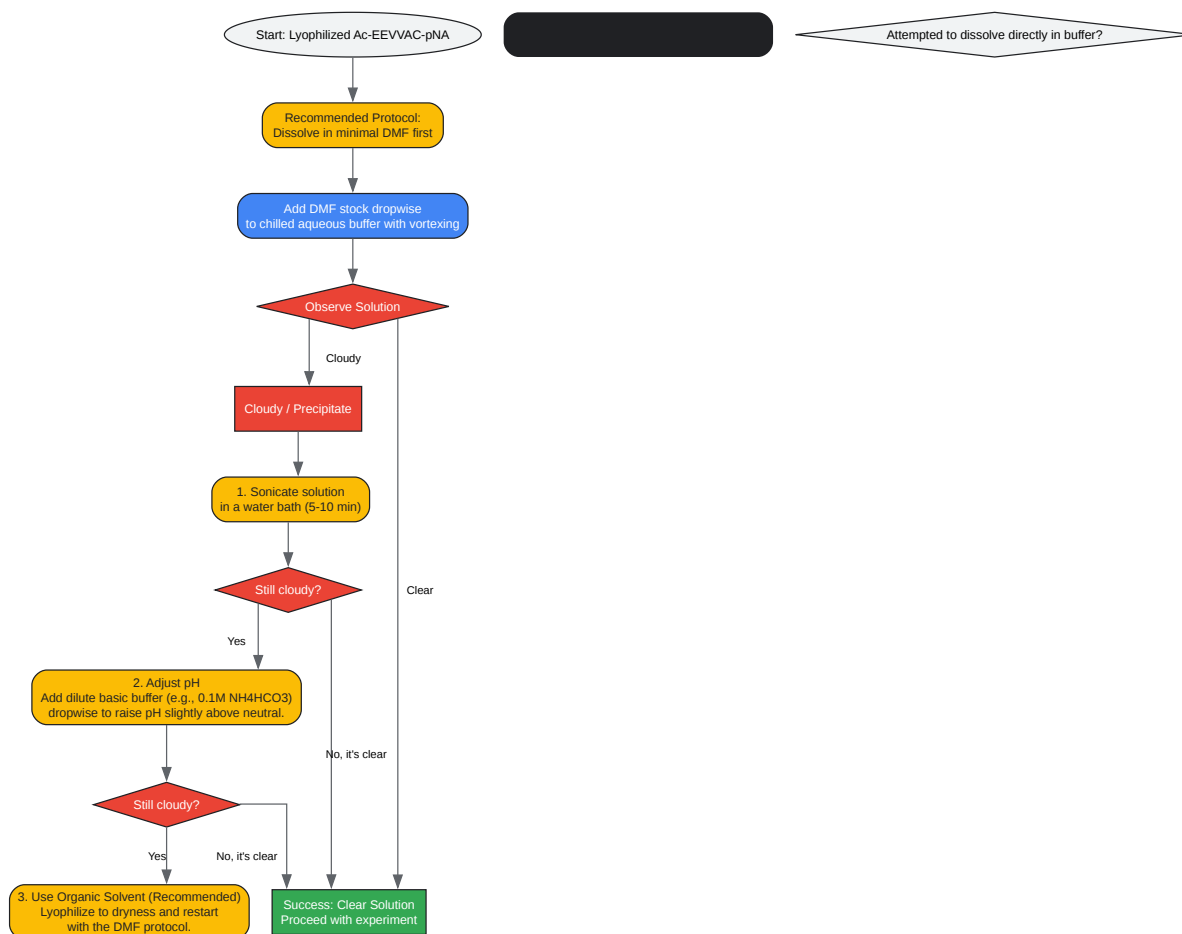 Start: Lyophilized Ac-EEVVAC-pNA
Attempted to dissolve directly in buffer?
Recommended Protocol:
Dissolve in minimal DMF first
Add DMF stock dropwise
to chilled aqueous buffer with vortexing
Observe Solution
Cloudy
Cloudy / Precipitate
1. Sonicate solution
in a water bath (5-10 min)
Still cloudy?
Clear
Yes
2. Adjust pH
Add dilute basic buffer (e.g., 0.1M NH4HCO3)
dropwise to raise pH slightly above neutral.
No, it's clear
Still cloudy?
Yes
No, it's clear
3. Use Organic Solvent (Recommended)
Lyophilize to dryness and restart
with the DMF protocol.
Success: Clear Solution
Proceed with experiment